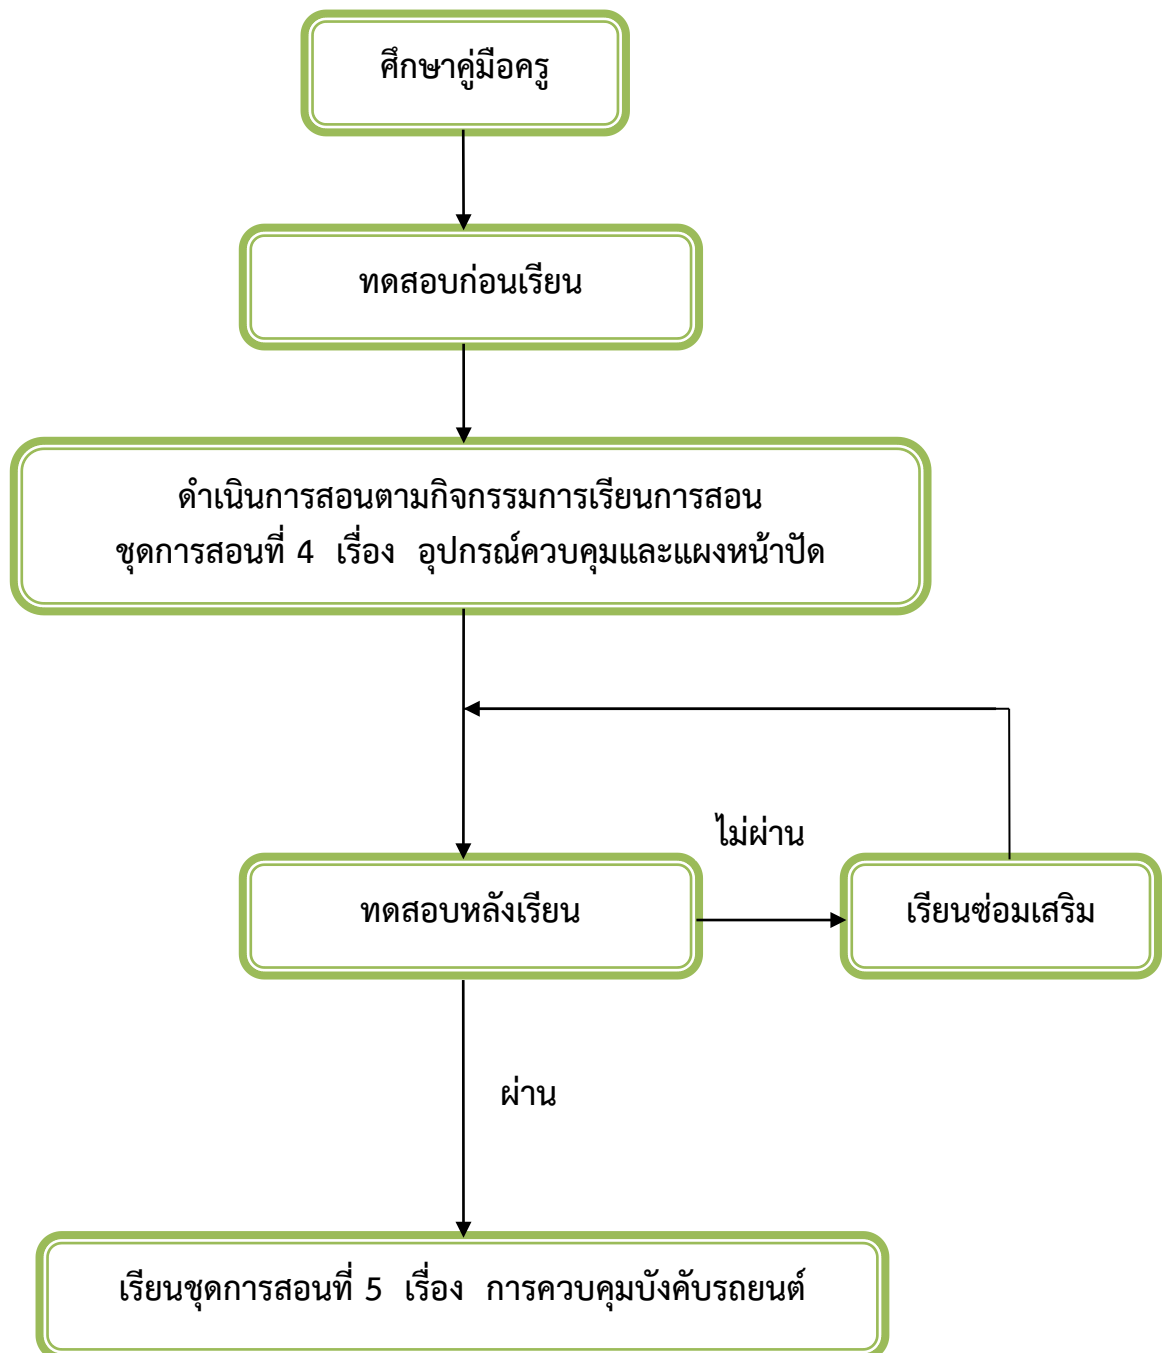 ศึกษาคู่มือครู
ทดสอบก่อนเรียน
ดำเนินการสอนตามกิจกรรมการเรียนการสอน
ชุดการสอนที่ 4 เรื่อง อุปกรณ์ควบคุมและแผงหน้าปัด
ไม่ผ่าน
ทดสอบหลังเรียน
เรียนซ่อมเสริม
ผ่าน
เรียนชุดการสอนที่ 5 เรื่อง การควบคุมบังคับรถยนต์